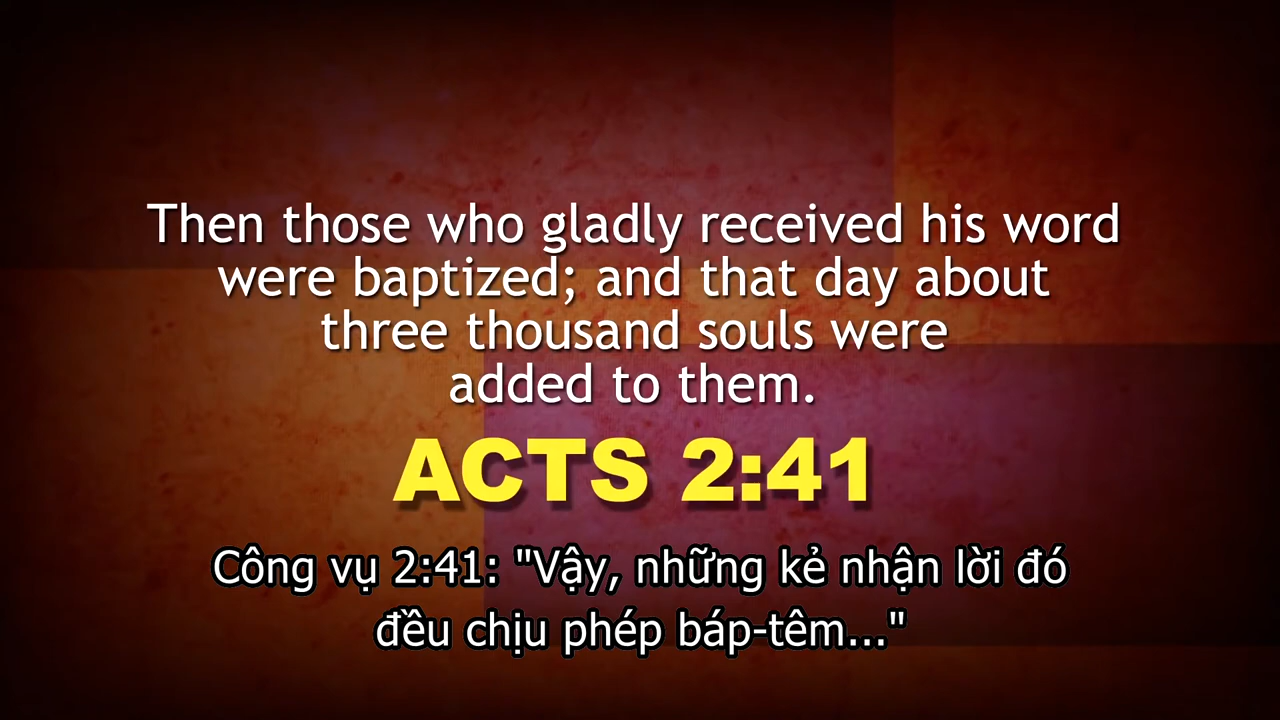 Then those who gladly received his word
were baptized; and that day about
three thousand souls were
added to them.
ACTS 2:41
Công vụ 2:41: "Vậy, những kẻ nhận lời đó
đều chịu phép báp-têm..."